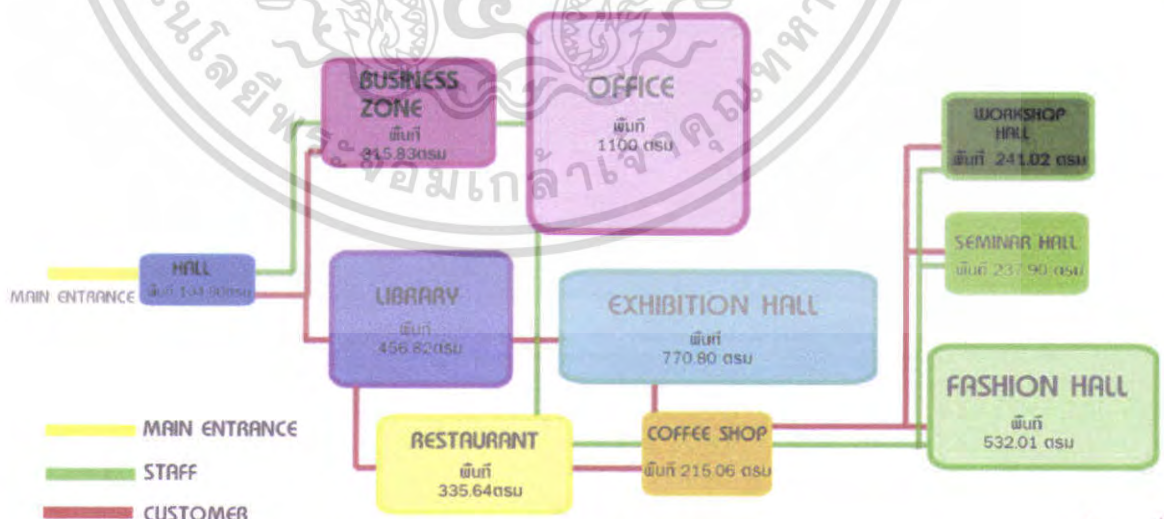 BUSINESS
ZONE
พื้นที่
315.83ตรม
OFFICE
พื้นที่
1100 ตรม
WORKSHOP
HALL
พื้นที่ 241.02 ตรม
SEMINAR HALL
พื้นที่ 237.90 ตรม
MAIN ENTRANCE
HALL
LIBRARY
พื้นที่
456.82ตรม
EXHIBITION HALL
พื้นที่
770.80 ตรม
FASHION HALL
พื้นที่
532.01 ตรม
RESTAURANT
พื้นที่
335.64ตรม
COFFEE SHOP
พื้นที่ 215.06 ตรม
MAIN ENTRANCE
STAFF
CUSTOMER